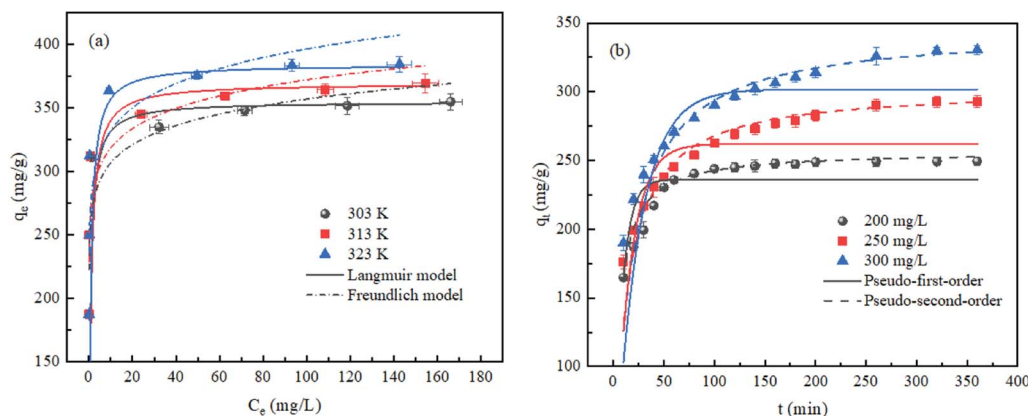 (a)
400
350
300
250
200
150
qe (mg/g)
303 K
313 K
323 K
Langmuir model
Freundlich model
0 20 40 60 80 100 120 140 160 180
Ce (mg/L)
(b)
350
300
250
200
150
100
qt (mg/g)
200 mg/L
250 mg/L
300 mg/L
Pseudo-first-order
Pseudo-second-order
0 50 100 150 200 250 300 350 400
t (min)